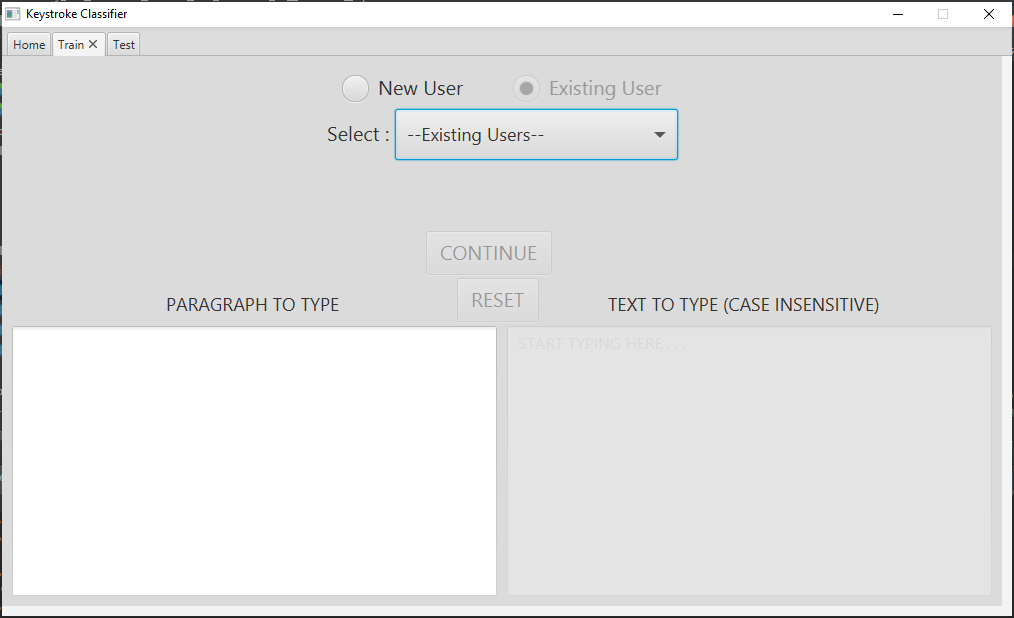 Keystroke Classifier
Home Train Test
New User Existing User
Select : --Existing Users--
CONTINUE
RESET
PARAGRAPH TO TYPE TEXT TO TYPE (CASE INSENSITIVE)
START TYPING HERE....